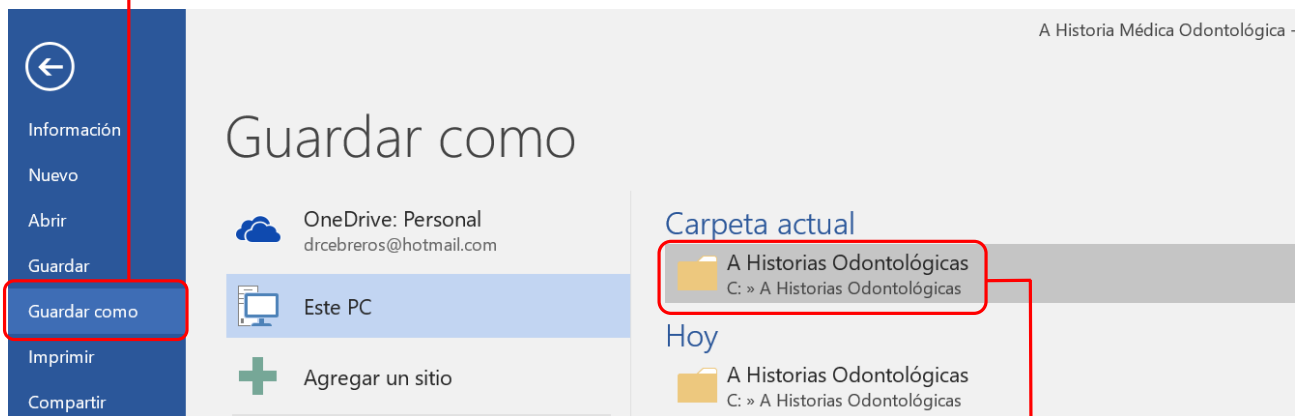 A Historia Médica Odontológica -
Información
Nuevo
Abrir
Guardar
Guardar como
Imprimir
Compartir
Guardar como
OneDrive: Personal
drcebreros@hotmail.com
Este PC
Agregar un sitio
Carpeta actual
A Historias Odontológicas
C: » A Historias Odontológicas
Hoy
A Historias Odontológicas
C: » A Historias Odontológicas